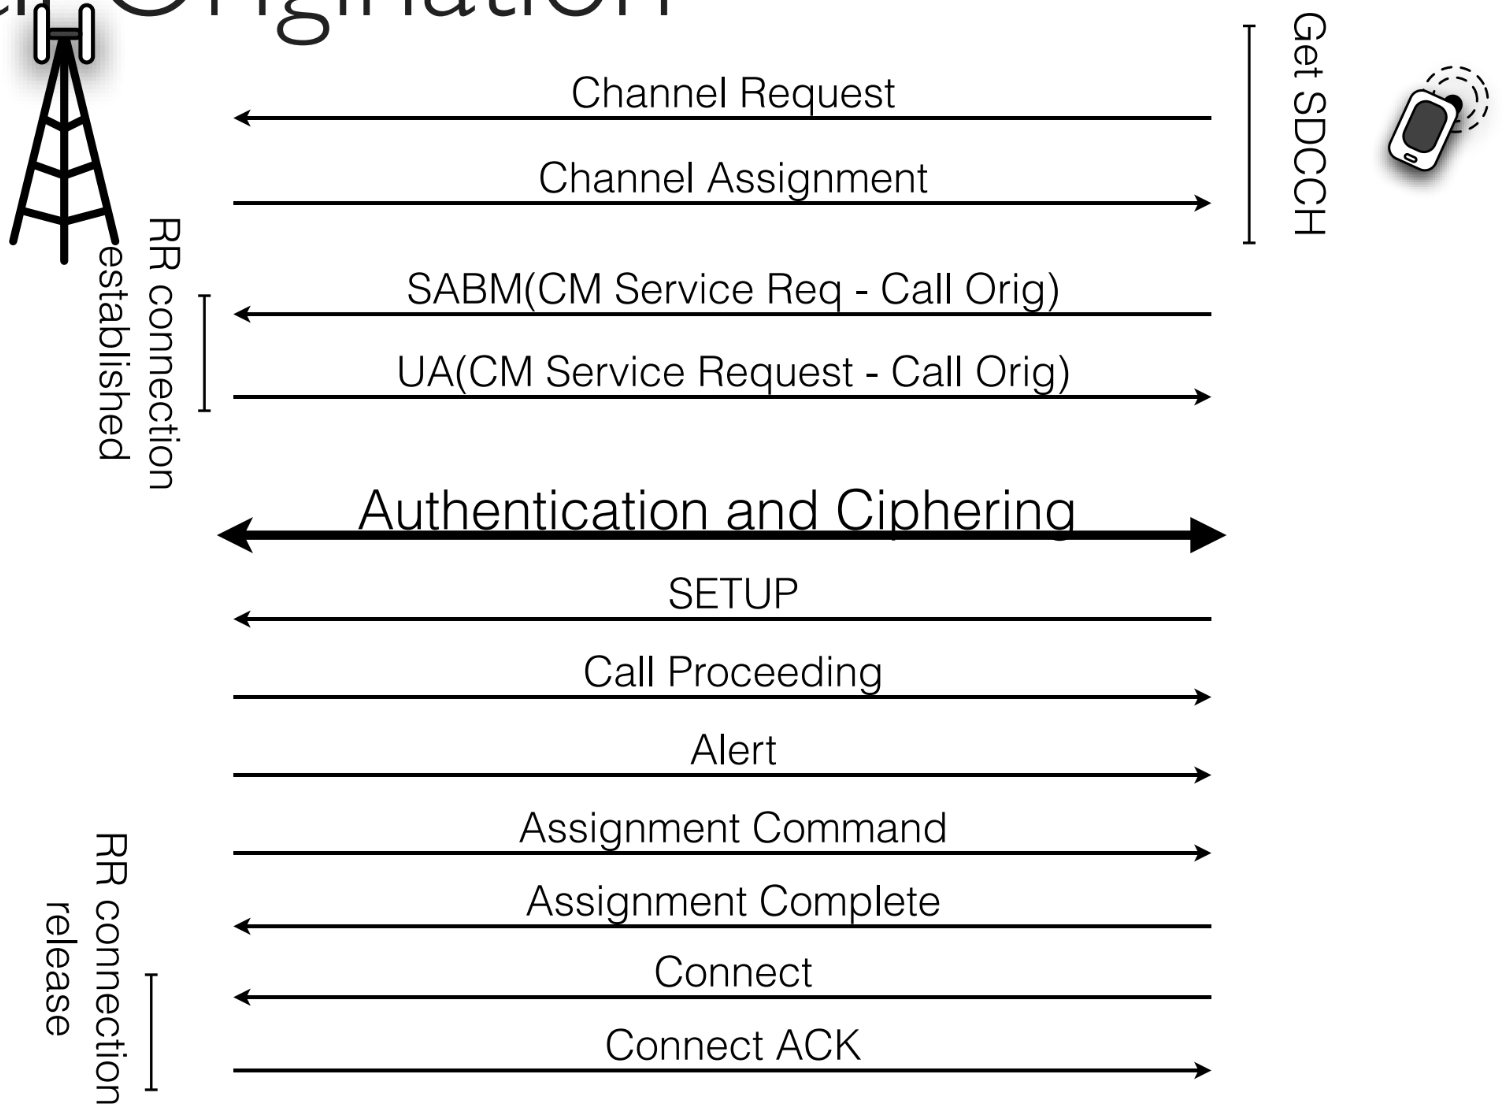 Origination
Channel Request
Get SDCCH
Channel Assignment
RR connection
established
SABM(CM Service Req - Call Orig)
UA(CM Service Request - Call Orig)
Authentication and Ciphering
SETUP
Call Proceeding
Alert
Assignment Command
Assignment Complete
RR connection
release
Connect
Connect ACK